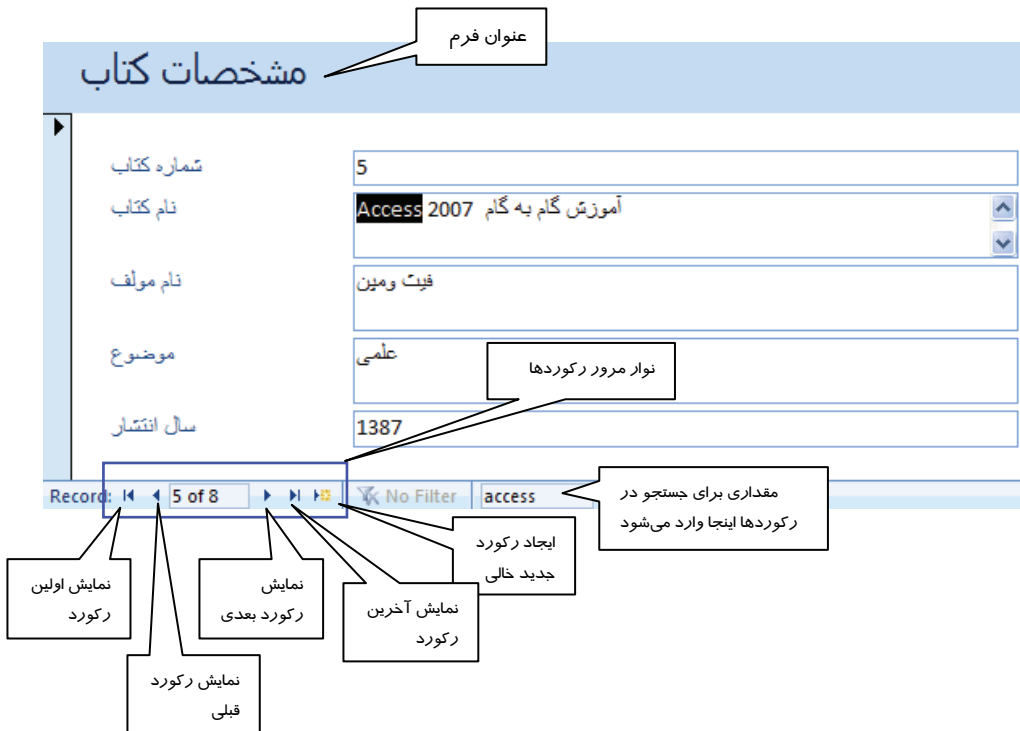 عنوان فرم
مشخصات کتاب
شماره کتاب
5
نام کتاب
آموزش گام به گام Access 2007
نام مولف
فیت ومین
موضوع
علمی
نوار مرور رکوردها
سال انتشار
1387
Record: 5 of 8 No Filter access
مقداری برای جستجو در
رکوردها اینجا وارد می‌شود
ایجاد رکورد
جدید خالی
نمایش آخرین
رکورد
نمایش
رکورد بعدی
نمایش اولین
رکورد
نمایش رکورد
قبلی